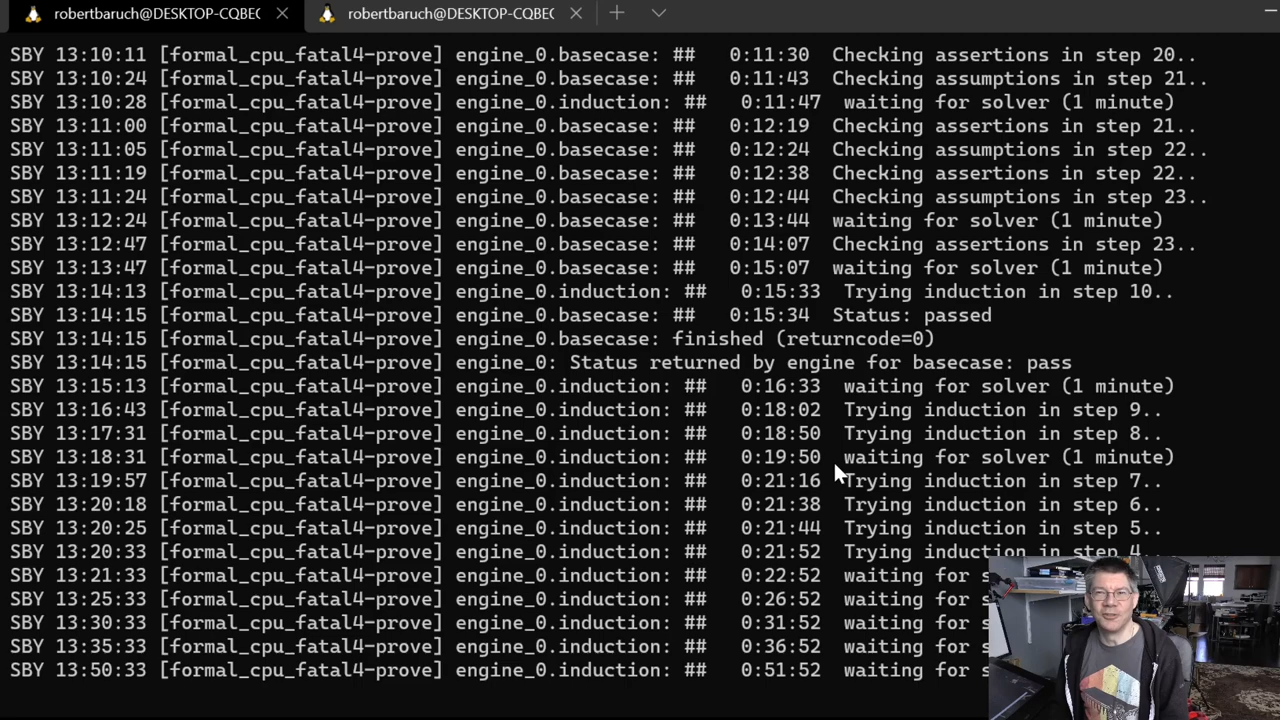 robertbaruch@DESKTOP-CQBEC robertbaruch@DESKTOP-CQBEC
SBY 13:10:11 [formal_cpu_fatal4-prove] engine_0.basecase: ## 0:11:30 Checking assertions in step 20..
SBY 13:10:24 [formal_cpu_fatal4-prove] engine_0.basecase: ## 0:11:43 Checking assumptions in step 21..
SBY 13:10:28 [formal_cpu_fatal4-prove] engine_0.induction: ## 0:11:47 waiting for solver (1 minute)
SBY 13:11:00 [formal_cpu_fatal4-prove] engine_0.basecase: ## 0:12:19 Checking assertions in step 21..
SBY 13:11:05 [formal_cpu_fatal4-prove] engine_0.basecase: ## 0:12:24 Checking assumptions in step 22..
SBY 13:11:19 [formal_cpu_fatal4-prove] engine_0.basecase: ## 0:12:38 Checking assertions in step 22..
SBY 13:11:24 [formal_cpu_fatal4-prove] engine_0.basecase: ## 0:12:44 Checking assumptions in step 23..
SBY 13:12:24 [formal_cpu_fatal4-prove] engine_0.basecase: ## 0:13:44 waiting for solver (1 minute)
SBY 13:12:47 [formal_cpu_fatal4-prove] engine_0.basecase: ## 0:14:07 Checking assertions in step 23..
SBY 13:13:47 [formal_cpu_fatal4-prove] engine_0.basecase: ## 0:15:07 waiting for solver (1 minute)
SBY 13:14:13 [formal_cpu_fatal4-prove] engine_0.induction: ## 0:15:33 Trying induction in step 10..
SBY 13:14:15 [formal_cpu_fatal4-prove] engine_0.basecase: ## 0:15:34 Status: passed
SBY 13:14:15 [formal_cpu_fatal4-prove] engine_0.basecase: finished (returncode=0)
SBY 13:14:15 [formal_cpu_fatal4-prove] engine_0: Status returned by engine for basecase: pass
SBY 13:15:13 [formal_cpu_fatal4-prove] engine_0.induction: ## 0:16:33 waiting for solver (1 minute)
SBY 13:16:43 [formal_cpu_fatal4-prove] engine_0.induction: ## 0:18:02 Trying induction in step 9..
SBY 13:17:31 [formal_cpu_fatal4-prove] engine_0.induction: ## 0:18:50 Trying induction in step 8..
SBY 13:18:31 [formal_cpu_fatal4-prove] engine_0.induction: ## 0:19:50 waiting for solver (1 minute)
SBY 13:19:57 [formal_cpu_fatal4-prove] engine_0.induction: ## 0:21:16 Trying induction in step 7..
SBY 13:20:18 [formal_cpu_fatal4-prove] engine_0.induction: ## 0:21:38 Trying induction in step 6..
SBY 13:20:25 [formal_cpu_fatal4-prove] engine_0.induction: ## 0:21:44 Trying induction in step 5..
SBY 13:20:33 [formal_cpu_fatal4-prove] engine_0.induction: ## 0:21:52 Trying induction in step 4..
SBY 13:21:33 [formal_cpu_fatal4-prove] engine_0.induction: ## 0:22:52 waiting for s
SBY 13:25:33 [formal_cpu_fatal4-prove] engine_0.induction: ## 0:26:52 waiting for s
SBY 13:30:33 [formal_cpu_fatal4-prove] engine_0.induction: ## 0:31:52 waiting for s
SBY 13:35:33 [formal_cpu_fatal4-prove] engine_0.induction: ## 0:36:52 waiting for s
SBY 13:50:33 [formal_cpu_fatal4-prove] engine_0.induction: ## 0:51:52 waiting for s